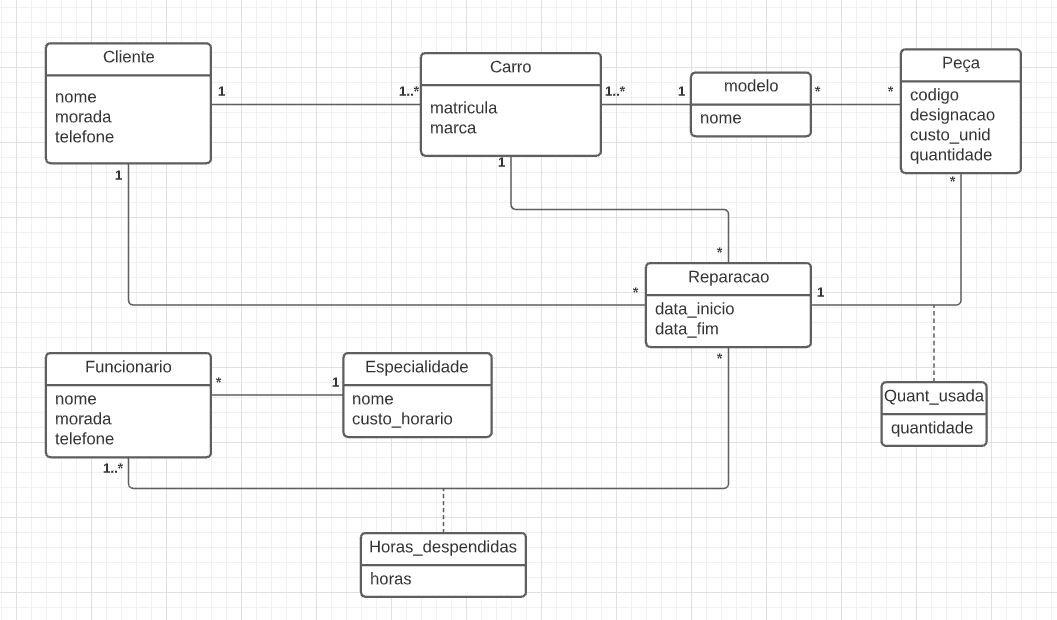 Cliente
nome
morada
telefone
1
1..*
Carro
matricula
marca
1..*
1
modelo
nome
*
*
Peça
codigo
designacao
custo_unid
quantidade
1
1
*
*
*
Reparacao
data_inicio
data_fim
1
*
Funcionario
nome
morada
telefone
*
1
Especialidade
nome
custo_horario
Quant_usada
quantidade
1..*
Horas_despendidas
horas